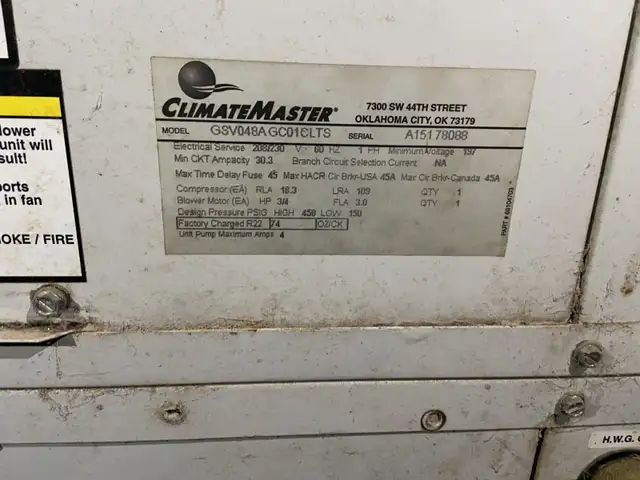 lower
unit will
sult!
ports
in fan
OKE / FIRE
CLIMATEMASTER®
7300 SW 44TH STREET
OKLAHOMA CITY, OK 73179
MODEL GSV048AGC01CLTS SERIAL A15178088
Electrical Service 208/230 V- 60 HZ 1 PH Minimum Voltage 197
Min CKT Ampacity 30.3 Branch Circuit Selection Current NA
Max Time Delay Fuse 45 Max HACR Cir Brkr-USA 45A Max Cir Brkr-Canada 45A
Compressor (EA) RLA 18.3 LRA 109 QTY 1
Blower Motor (EA) HP 3/4 FLA 3.0 QTY 1
Design Pressure PSIG HIGH 450 LOW 150
Factory Charged R22 74 OZ/CK
Unit Pump Maximum Amps 4
H.W.G.